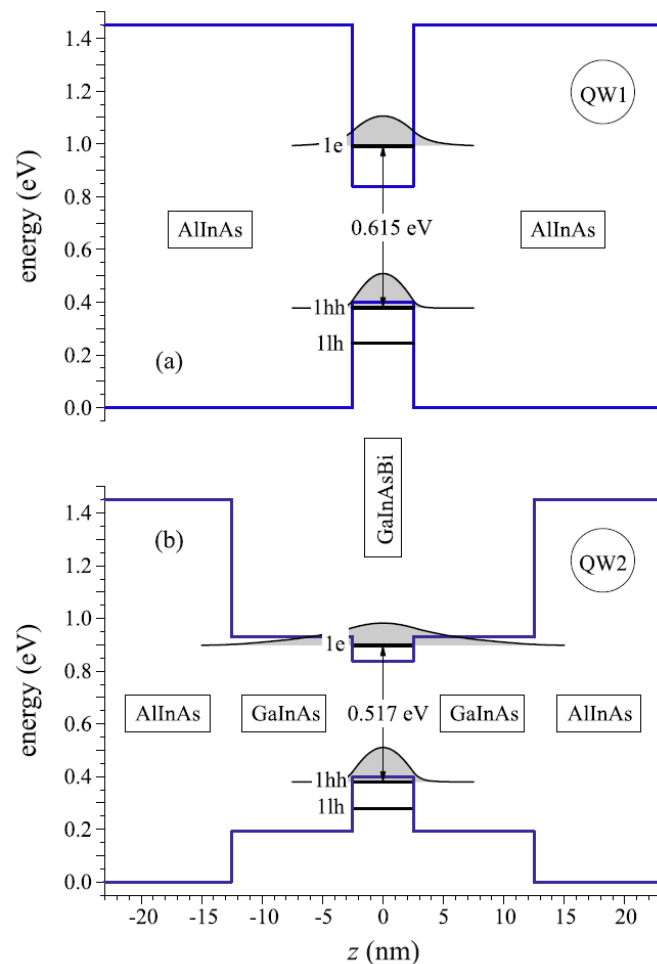 1.4
1.2
1.0
0.8
0.6
0.4
0.2
0.0
energy (eV)
QW1
1e
AlInAs
0.615 eV
AlInAs
1hh
1lh
(a)
GaInAsBi
1.4
1.2
1.0
0.8
0.6
0.4
0.2
0.0
energy (eV)
(b)
QW2
1e
AlInAs
GaInAs
0.517 eV
GaInAs
AlInAs
1hh
1lh
-20 -15 -10 -5 0 5 10 15 20
z (nm)